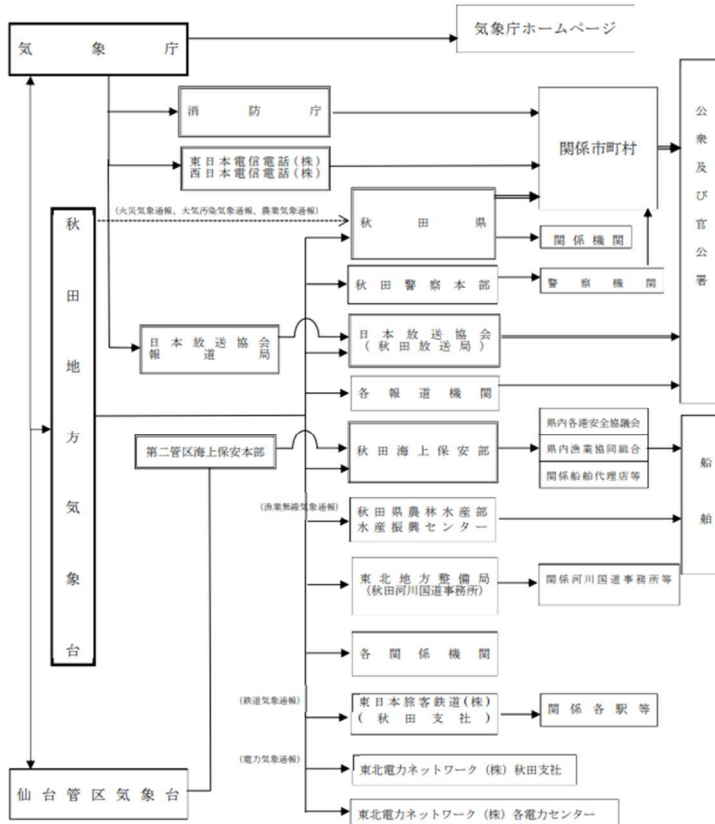 気象庁
気象庁ホームページ
消防庁
東日本電信電話(株)
西日本電信電話(株)
関係市町村
公衆及び官公署
(火災気象通報、大気汚染気象通報、農業気象通報)
秋田県
関係機関
秋田警察本部
警察機関
秋田地方気象台
日本放送協会
報道局
日本放送協会
(秋田放送局)
各報道機関
第二管区海上保安本部
秋田海上保安部
県内各港安全協議会
県内漁業協同組合
関係船舶代理店等
船舶
(漁業無線気象通報)
秋田県農林水産部
水産振興センター
東北地方整備局
(秋田河川国道事務所)
関係河川国道事務所等
各関係機関
(鉄道気象通報)
東日本旅客鉄道(株)
(秋田支社)
関係各駅等
(電力気象通報)
東北電力ネットワーク(株)秋田支社
仙台管区気象台
東北電力ネットワーク(株)各電力センター